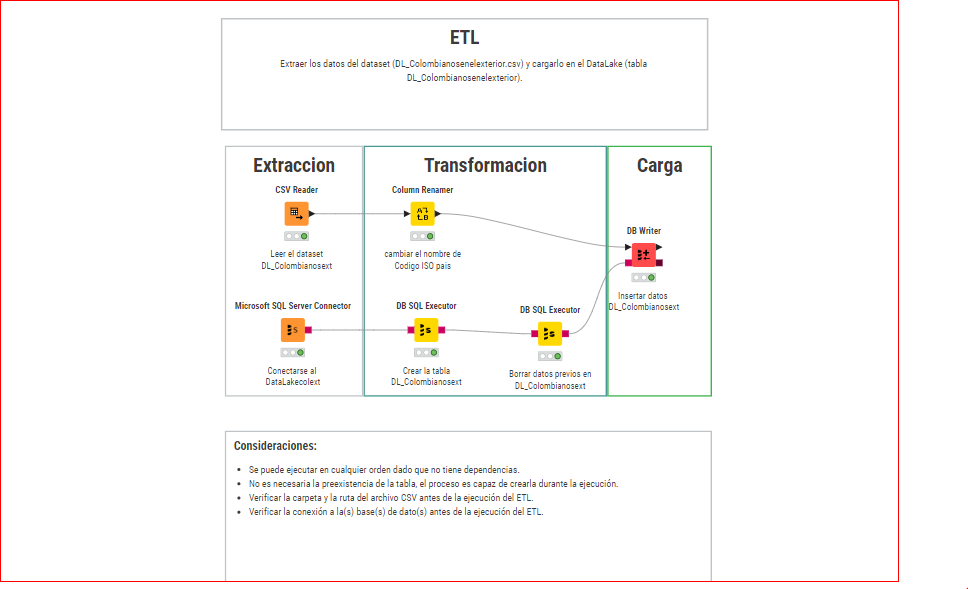 ETL
Extraer los datos del dataset (DL_Colombianosenelexterior.csv) y cargarlo en el DataLake (tabla
DL_Colombianosenelexterior).
Extraccion
Transformacion
Carga
CSV Reader
Column Renamer
DB Writer
Leer el dataset
DL_Colombianosext
cambiar el nombre de
Codigo ISO pais
Insertar datos
DL_Colombianosext
Microsoft SQL Server Connector
DB SQL Executor
DB SQL Executor
Conectarse al
DataLakecolext
Crear la tabla
DL_Colombianosext
Borrar datos previos en
DL_Colombianosext
Consideraciones:
• Se puede ejecutar en cualquier orden dado que no tiene dependencias.
• No es necesaria la preexistencia de la tabla, el proceso es capaz de crearla durante la ejecución.
• Verificar la carpeta y la ruta del archivo CSV antes de la ejecución del ETL.
• Verificar la conexión a la(s) base(s) de dato(s) antes de la ejecución del ETL.